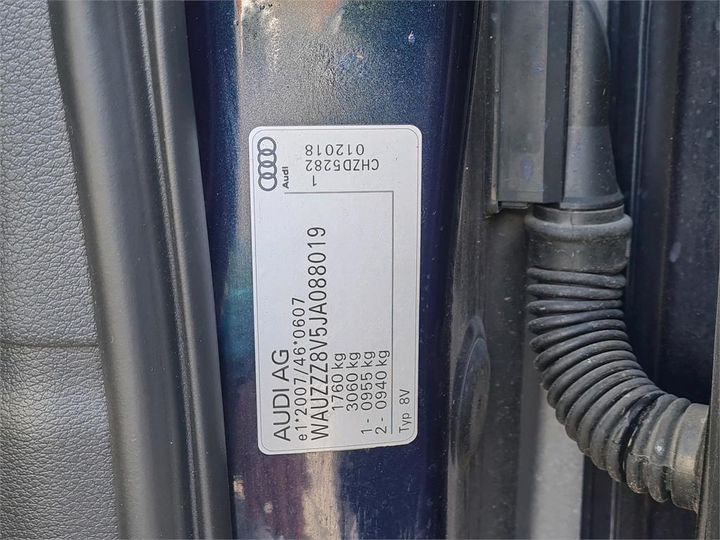 AUDI AG
e1*2007/46*0607
WAUZZZ8V5JA088019
1760 kg
3060 kg
1- 0955 kg
2- 0940 kg
Typ 8V
Audi
1
CHZD5282
012018